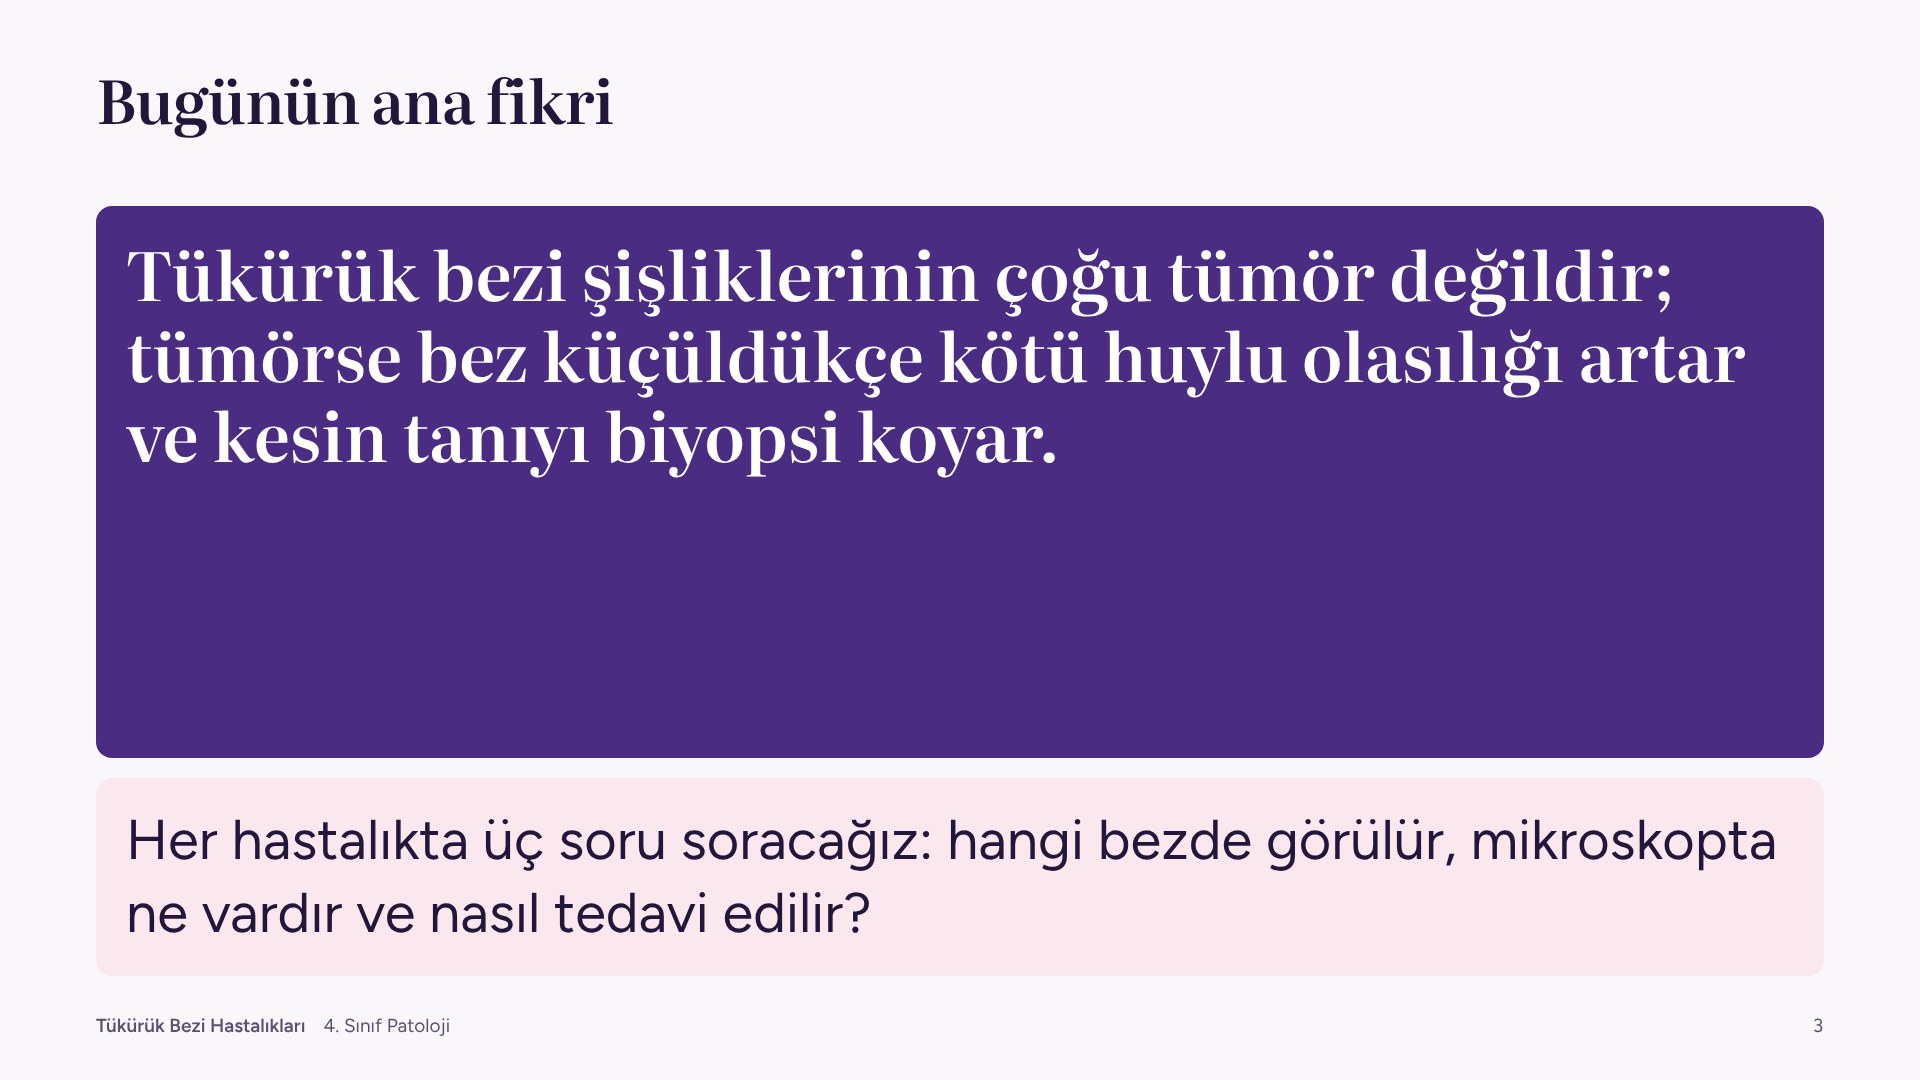 Bugünün ana fikri
Tükürük bezi şişliklerinin çoğu tümör değildir;
tümörse bez küçüldükçe kötü huylu olasılığı artar
ve kesin tanıyı biyopsi koyar.
Her hastalıkta üç soru soracağız: hangi bezde görülür, mikroskopta
ne vardır ve nasıl tedavi edilir?
Tükürük Bezi Hastalıkları 4. Sınıf Patoloji
3